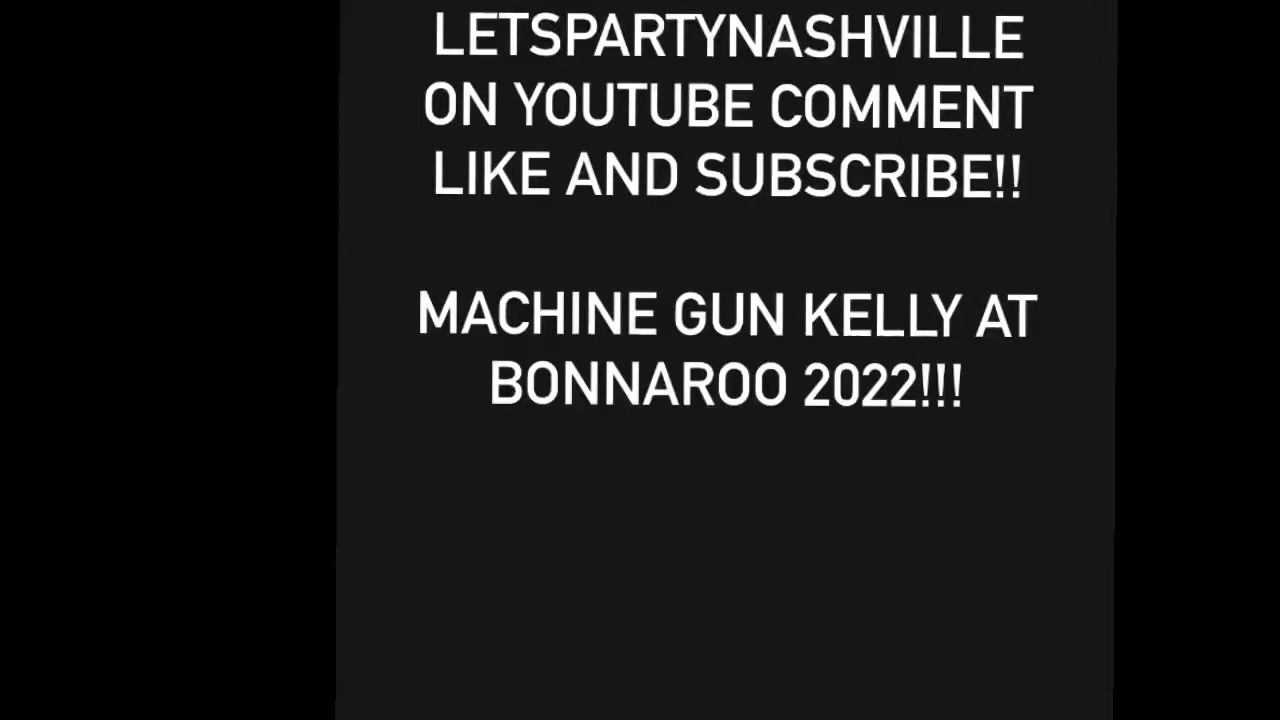 LETSPARTYNASHVILLE
ON YOUTUBE COMMENT
LIKE AND SUBSCRIBE!!
MACHINE GUN KELLY AT
BONNAROO 2022!!!